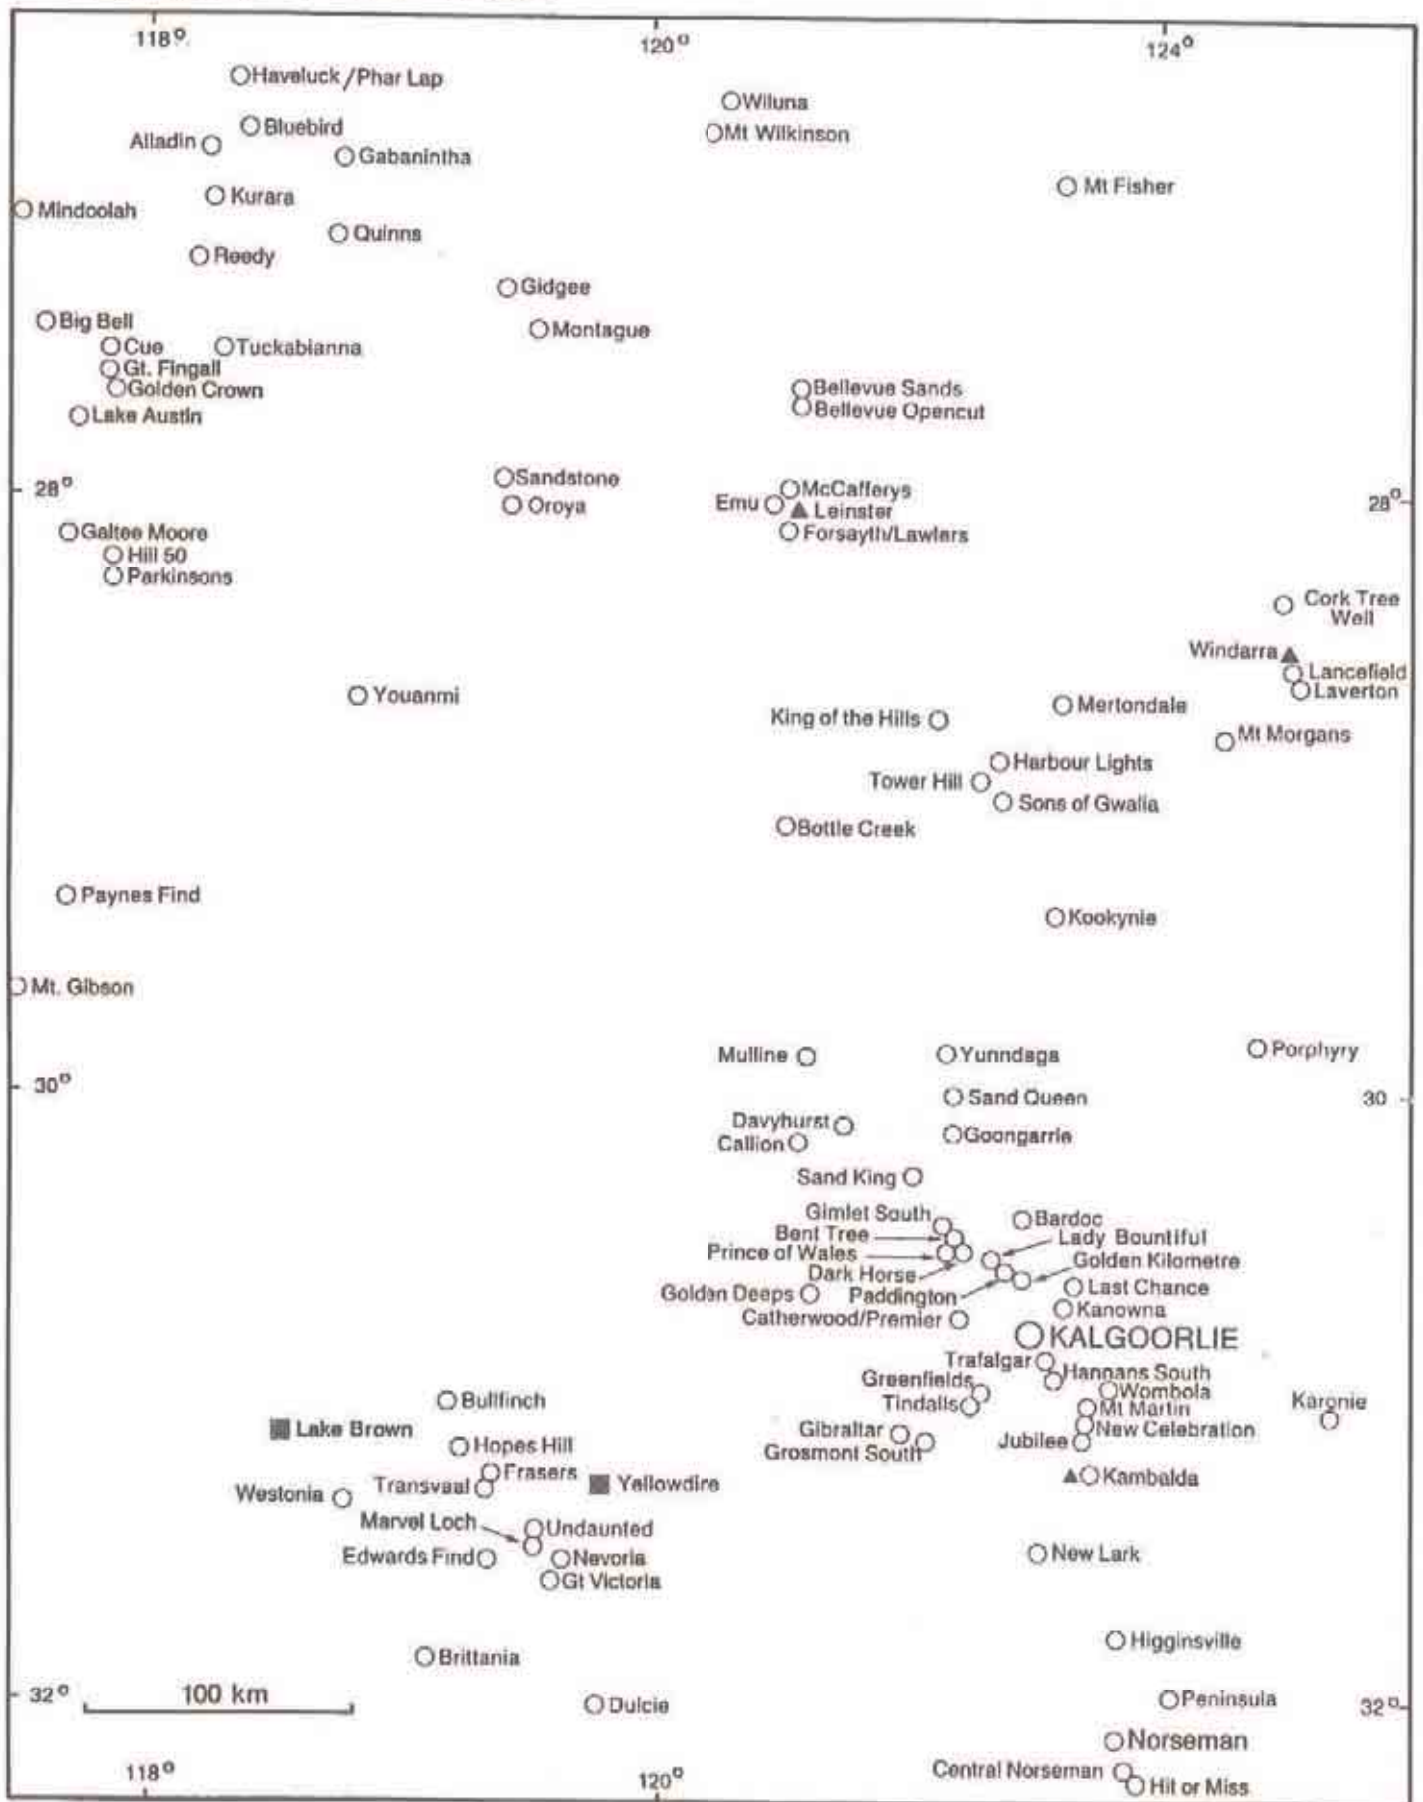 118°
120°
124°
Haveluck/Phar Lap
Wiluna
Bluebird
Mt Wilkinson
Alladin
Gabanintha
Mt Fisher
Kurara
Mindoolah
Quinns
Reedy
Gidgee
Big Bell
Montague
Cue
Tuckabianna
Gt. Fingall
Golden Crown
Bellevue Sands
Bellevue Opencut
Lake Austin
Sandstone
28°
McCafferys
28°
Oroya
Emu
Leinster
Galtee Moore
Forsayth/Lawlers
Hill 50
Parkinsons
Cork Tree
Well
Windarra
Lancefield
Laverton
Youanmi
Mertondale
King of the Hills
Mt Morgans
Harbour Lights
Tower Hill
Sons of Gwalia
Bottle Creek
Paynes Find
Kookynie
Mt. Gibson
Mulline
Yunndaga
Porphyry
30°
Sand Queen
30
Davyhurst
Goongarrie
Callion
Sand King
Gimlet South
Bardoc
Bent Tree
Lady Bountiful
Prince of Wales
Golden Kilometre
Dark Horse
Last Chance
Golden Deeps
Paddington
Kanowna
Catherwood/Premier
KALGOORLIE
Trafalgar
Hannans South
Greenfields
Wombola
Bullfinch
Tindalls
Mt Martin
Karonie
Lake Brown
Gibraltar
New Celebration
Hopes Hill
Grosmont South
Jubilee
Frasers
Kambalda
Transvaal
Yellowdire
Westonia
Marvel Loch
Undaunted
Edwards Find
Nevoria
New Lark
Gt Victoria
Higginsville
Brittania
32°
100 km
Dulcie
Peninsula
32°
Norseman
118°
120°
Central Norseman
Hit or Miss